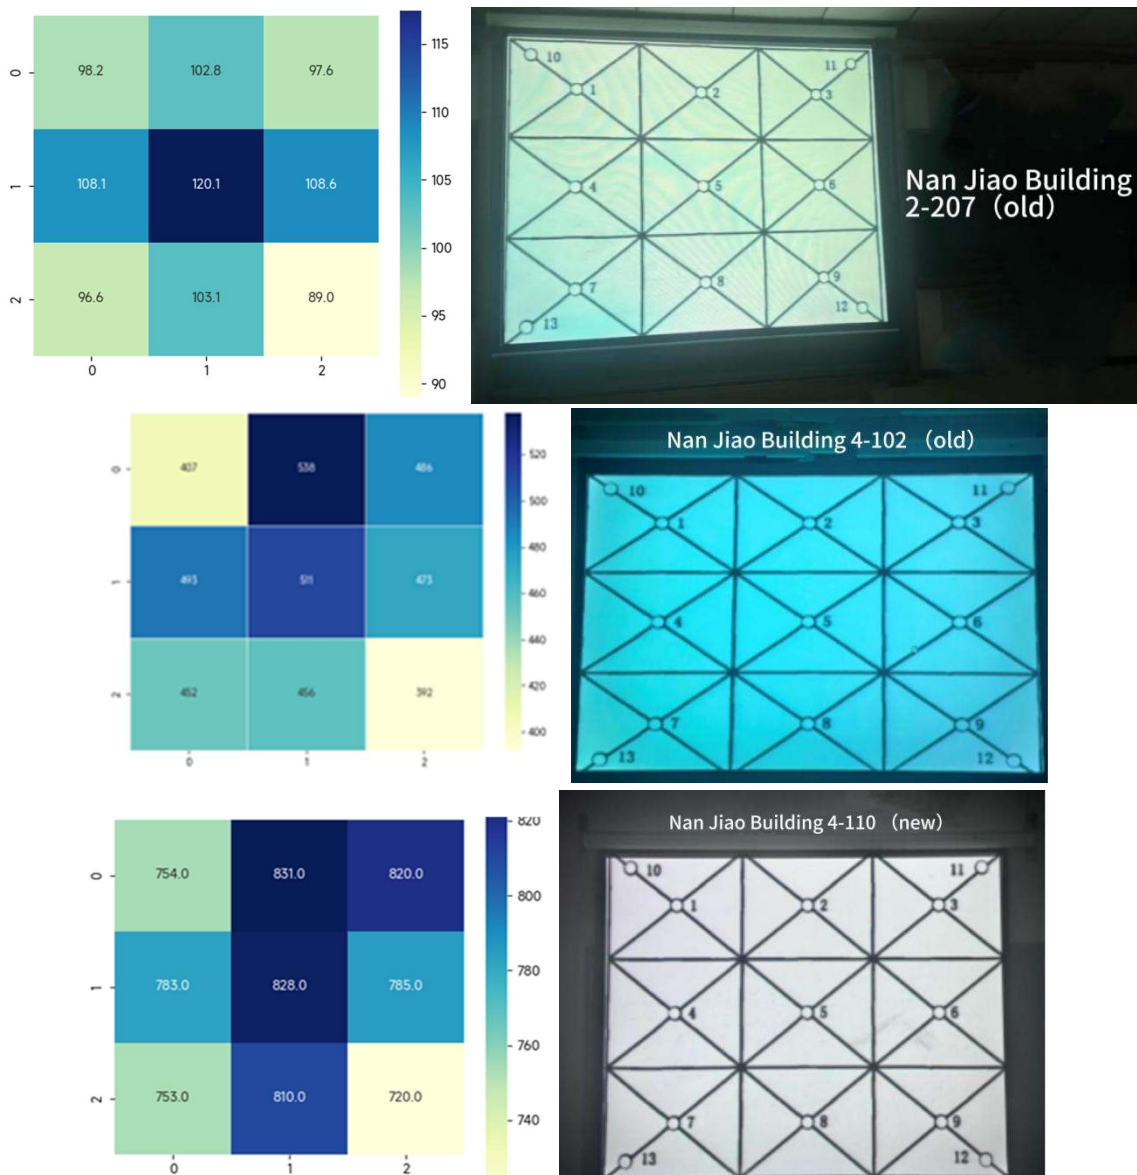 115
0 98.2 102.8 97.6
110
1 108.1 120.1 108.6
105
100
2 96.6 103.1 89.0
95
90
0 1 2
10 11
1 2 3
4 5 6
7 8 9
13 12
Nan Jiao Building
2-207（old）
0 407 538 486
520
500
1 493 511 473
480
460
440
2 452 456 392
420
400
0 1 2
Nan Jiao Building 4-102 （old）
10 11
1 2 3
4 5 6
7 8 9
13 12
820
0 754.0 831.0 820.0
800
1 783.0 828.0 785.0
780
760
2 753.0 810.0 720.0
740
0 1 2
Nan Jiao Building 4-110 （new）
10 11
1 2 3
4 5 6
7 8 9
13 12